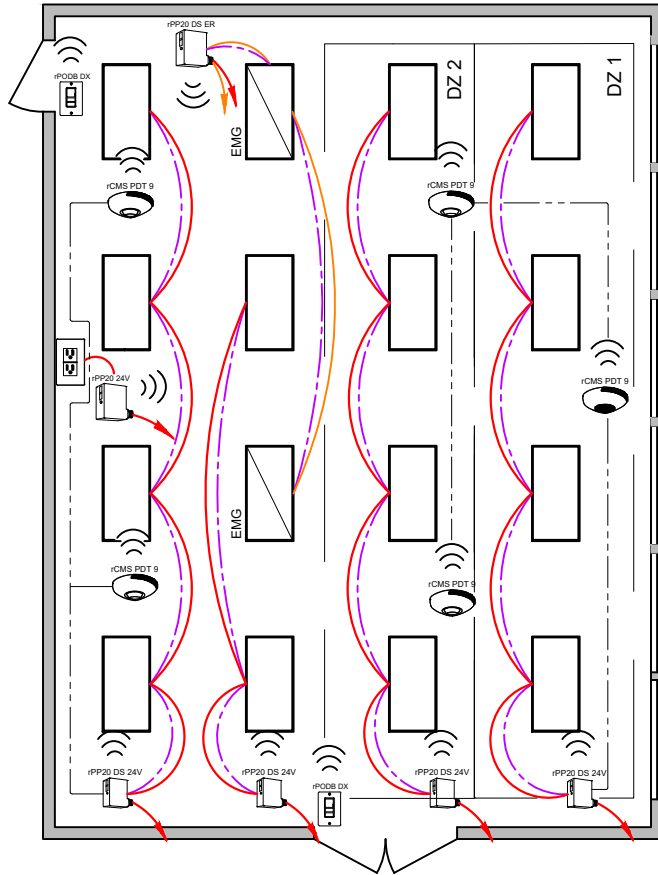 rPP20 DS ER
rPODB DX
EMG
DZ 2
DZ 1
rCMS PDT 9
rCMS PDT 9
rPP20 24V
rCMS PDT 9
EMG
rCMS PDT 9
rCMS PDT 9
rPP20 DS 24V
rPP20 DS 24V
rPODB DX
rPP20 DS 24V
rPP20 DS 24V